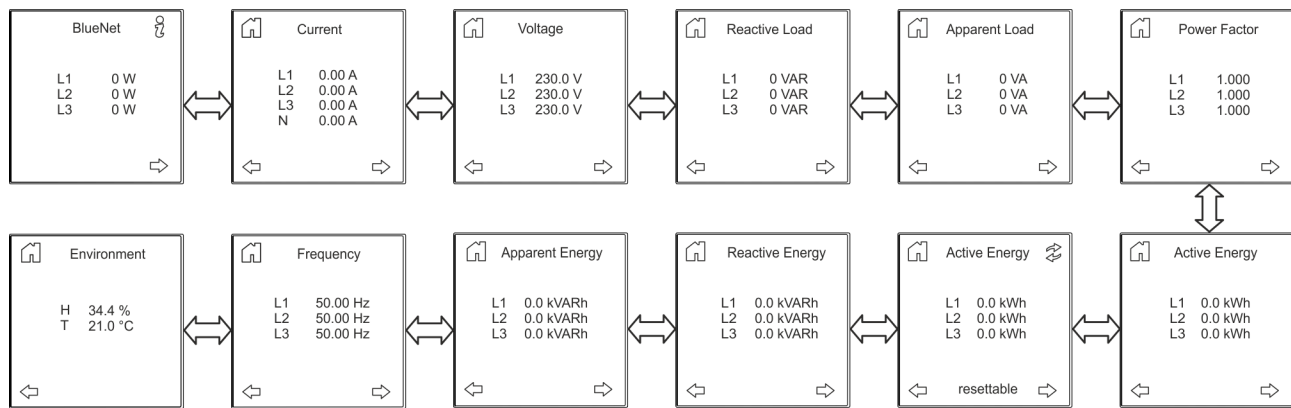 BlueNet
L1 0 W
L2 0 W
L3 0 W
Current
L1 0.00 A
L2 0.00 A
L3 0.00 A
N 0.00 A
Voltage
L1 230.0 V
L2 230.0 V
L3 230.0 V
Reactive Load
L1 0 VAR
L2 0 VAR
L3 0 VAR
Apparent Load
L1 0 VA
L2 0 VA
L3 0 VA
Power Factor
L1 1.000
L2 1.000
L3 1.000
Environment
H 34.4 %
T 21.0 °C
Frequency
L1 50.00 Hz
L2 50.00 Hz
L3 50.00 Hz
Apparent Energy
L1 0.0 kVARh
L2 0.0 kVARh
L3 0.0 kVARh
Reactive Energy
L1 0.0 kVARh
L2 0.0 kVARh
L3 0.0 kVARh
Active Energy
L1 0.0 kWh
L2 0.0 kWh
L3 0.0 kWh
resettable
Active Energy
L1 0.0 kWh
L2 0.0 kWh
L3 0.0 kWh